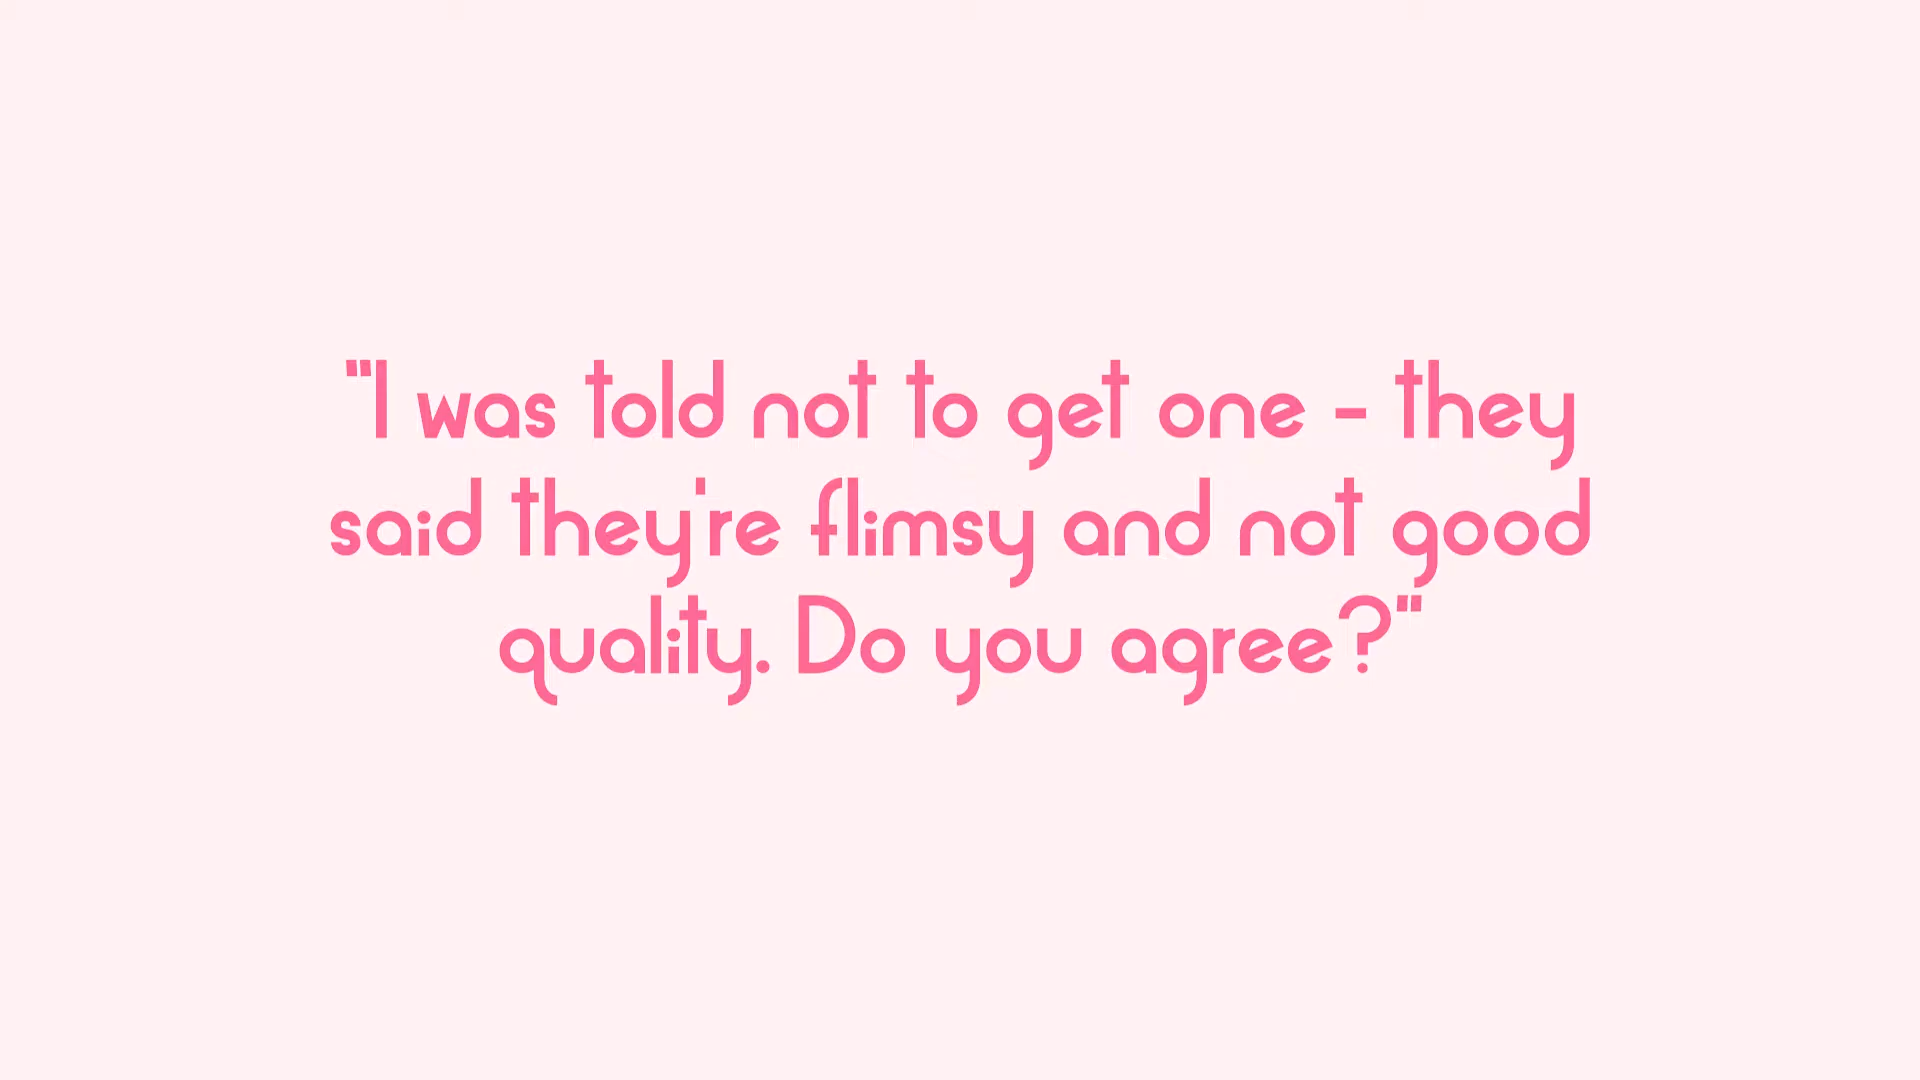 "I was told not to get one - they
said they're flimsy and not good
quality. Do you agree?"